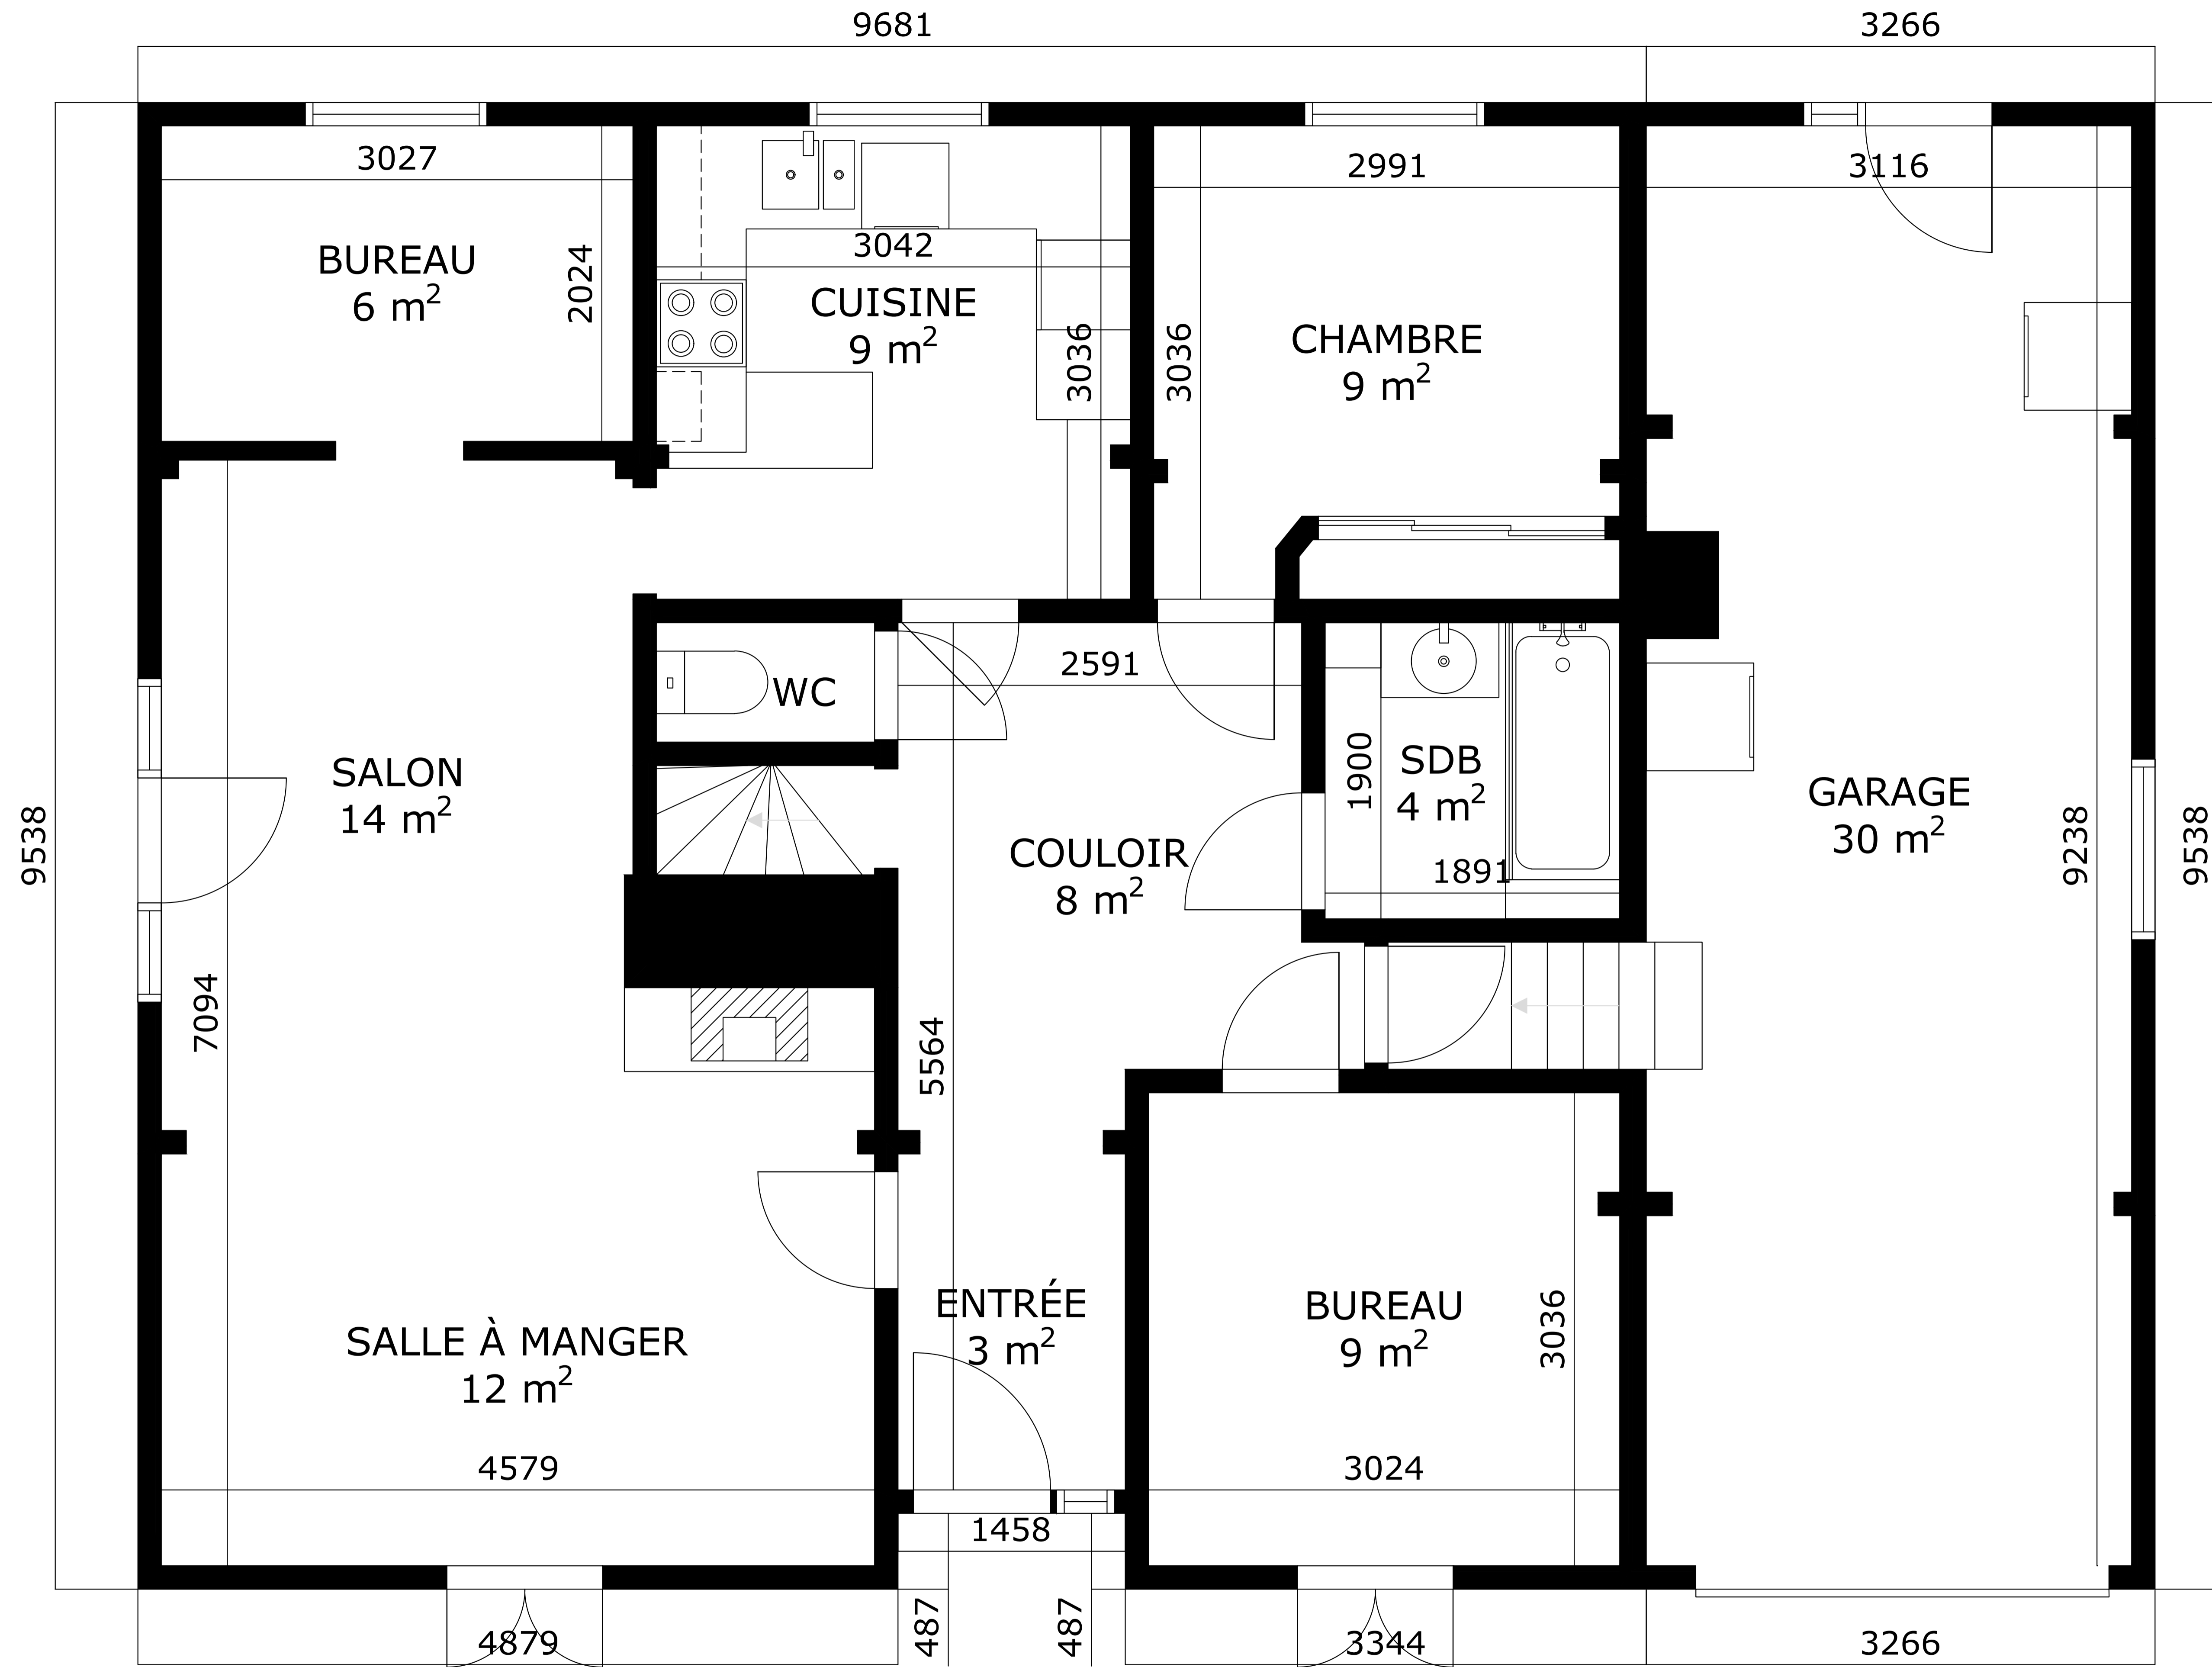 9681
3266
3027
2991
3116
BUREAU
6 m²
2024
3042
CUISINE
9 m²
3036
3036
CHAMBRE
9 m²
2591
WC
SALON
14 m²
1900
SDB
4 m²
1891
GARAGE
30 m²
9238
9538
9538
COULOIR
8 m²
7094
5564
ENTRÉE
3 m²
BUREAU
9 m²
3036
SALLE À MANGER
12 m²
4579
3024
1458
487
487
4879
3344
3266